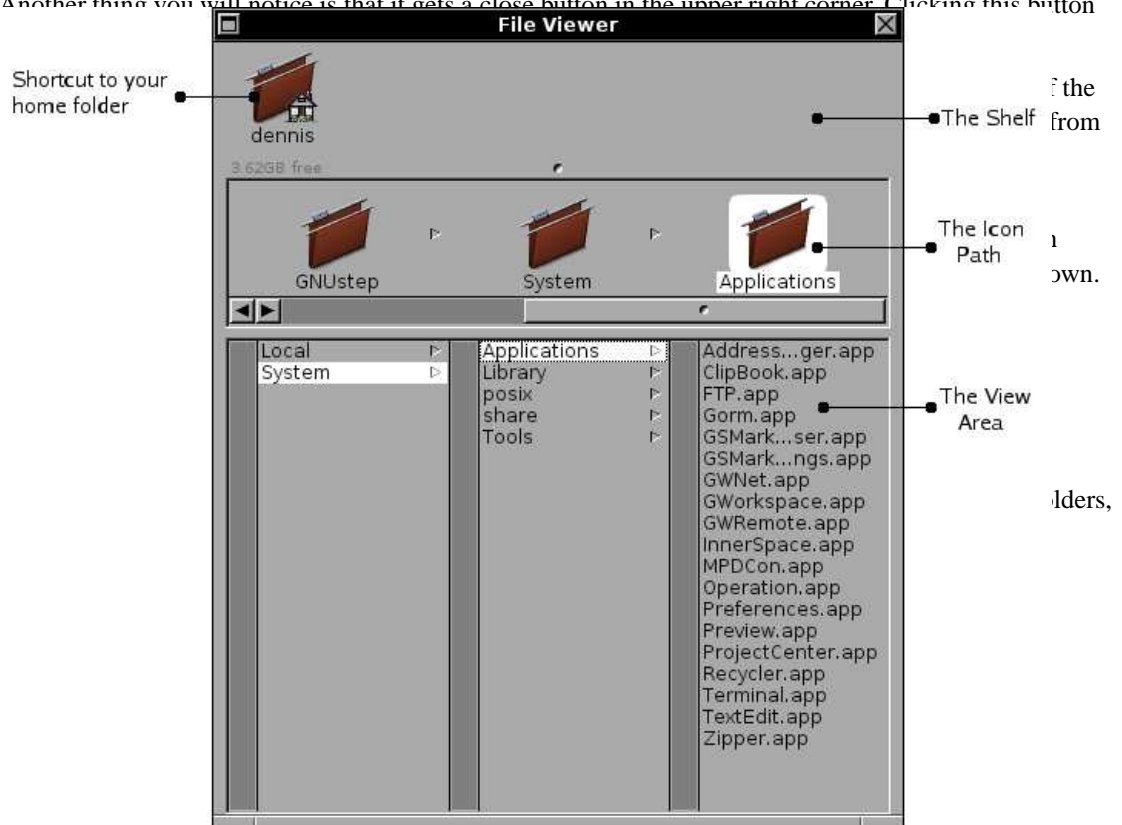 Another thing you will notice is that it gets a close button in the upper right corner. Clicking this button
File Viewer
Shortcut to your
home folder
dennis
The Shelf
f the
from
3.62GB free
GNUstep
System
Applications
The Icon
Path
own.
Local
System
Applications
Library
posix
share
Tools
Address...ger.app
ClipBook.app
FTP.app
Gorm.app
GSMark...ser.app
GSMark...ngs.app
GWNet.app
GWorkspace.app
GWRemote.app
InnerSpace.app
MPDCon.app
Operation.app
Preferences.app
Preview.app
ProjectCenter.app
Recycler.app
Terminal.app
TextEdit.app
Zipper.app
The View
Area
lders,